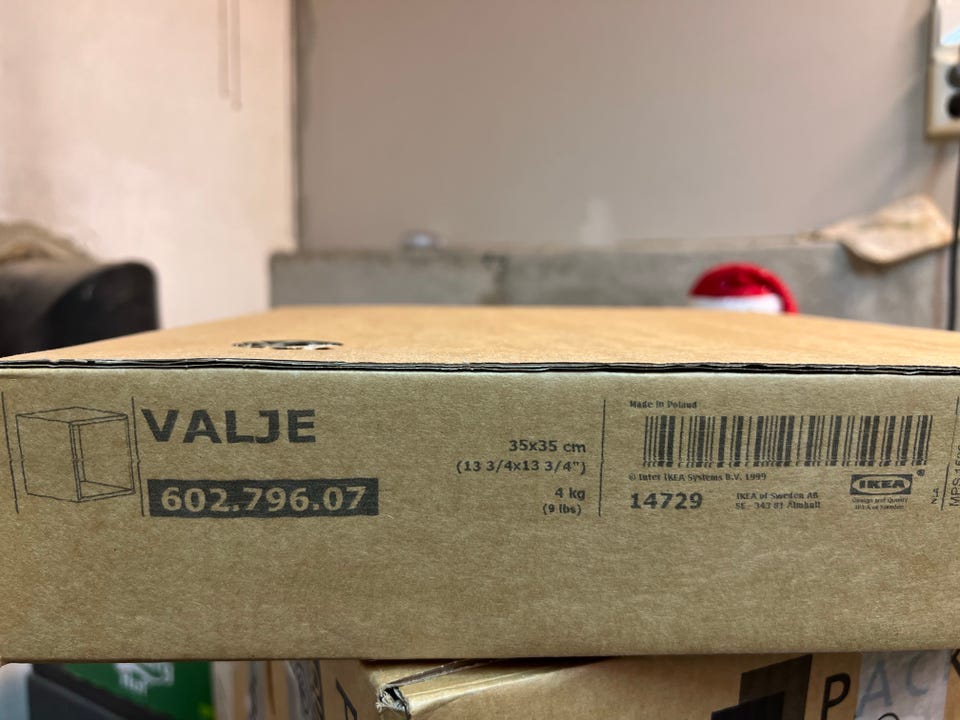 VALJE
602.796.07
35x35 cm
(13 3/4x13 3/4")
4 kg
(9 lbs)
Made in Poland
© Inter IKEA Systems B.V. 1999
14729
IKEA of Sweden AB
SE - 343 81 Älmhult
IKEA
Design and Quality
IKEA of Sweden
PAC